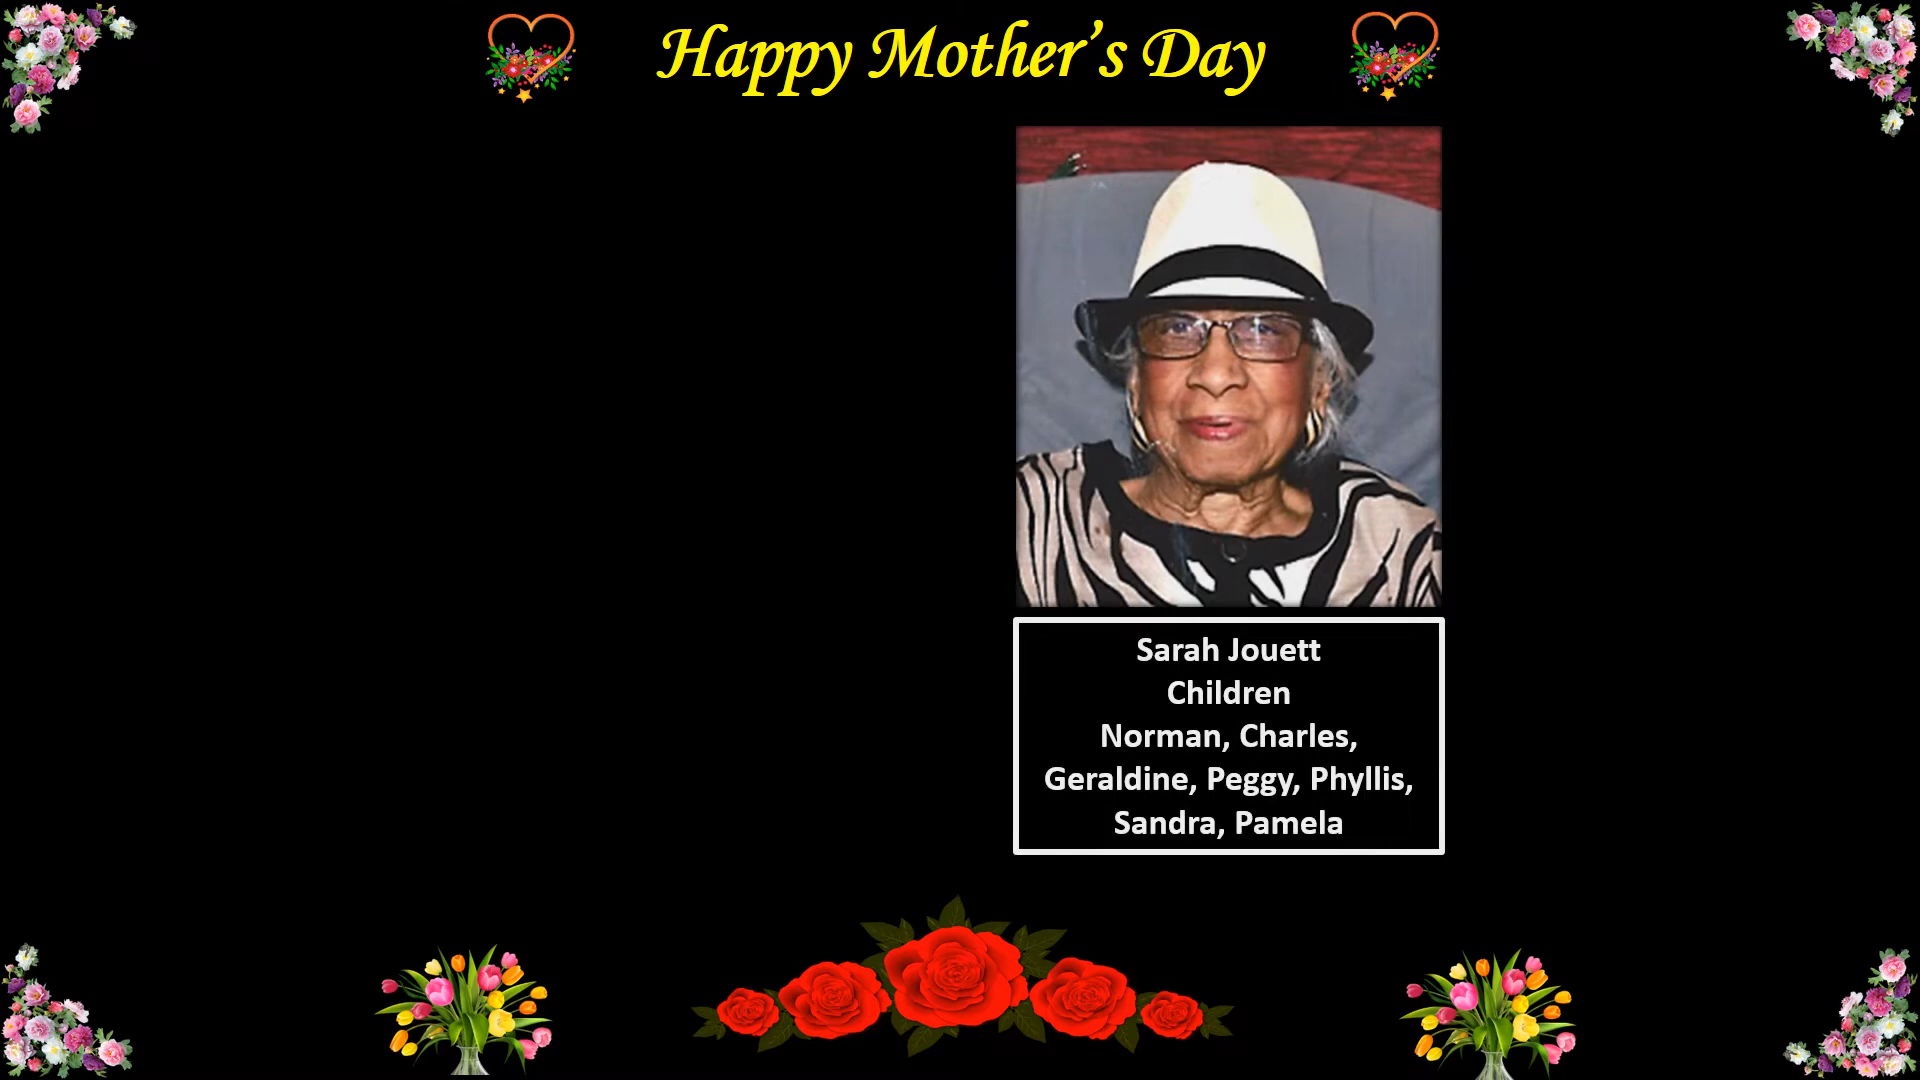 Happy Mother’s Day
Sarah Jouett
Children
Norman, Charles,
Geraldine, Peggy, Phyllis,
Sandra, Pamela